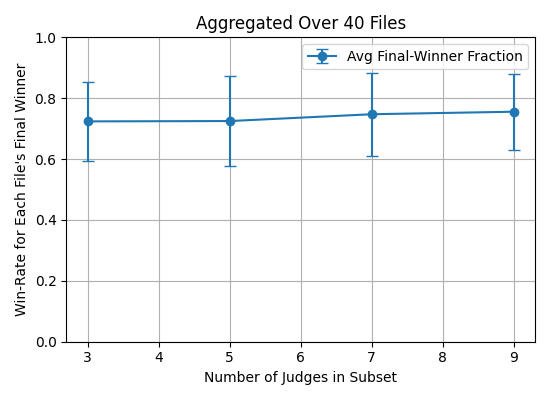 Aggregated Over 40 Files
Avg Final-Winner Fraction
Win-Rate for Each File's Final Winner
1.0
0.8
0.6
0.4
0.2
0.0
3 4 5 6 7 8 9
Number of Judges in Subset